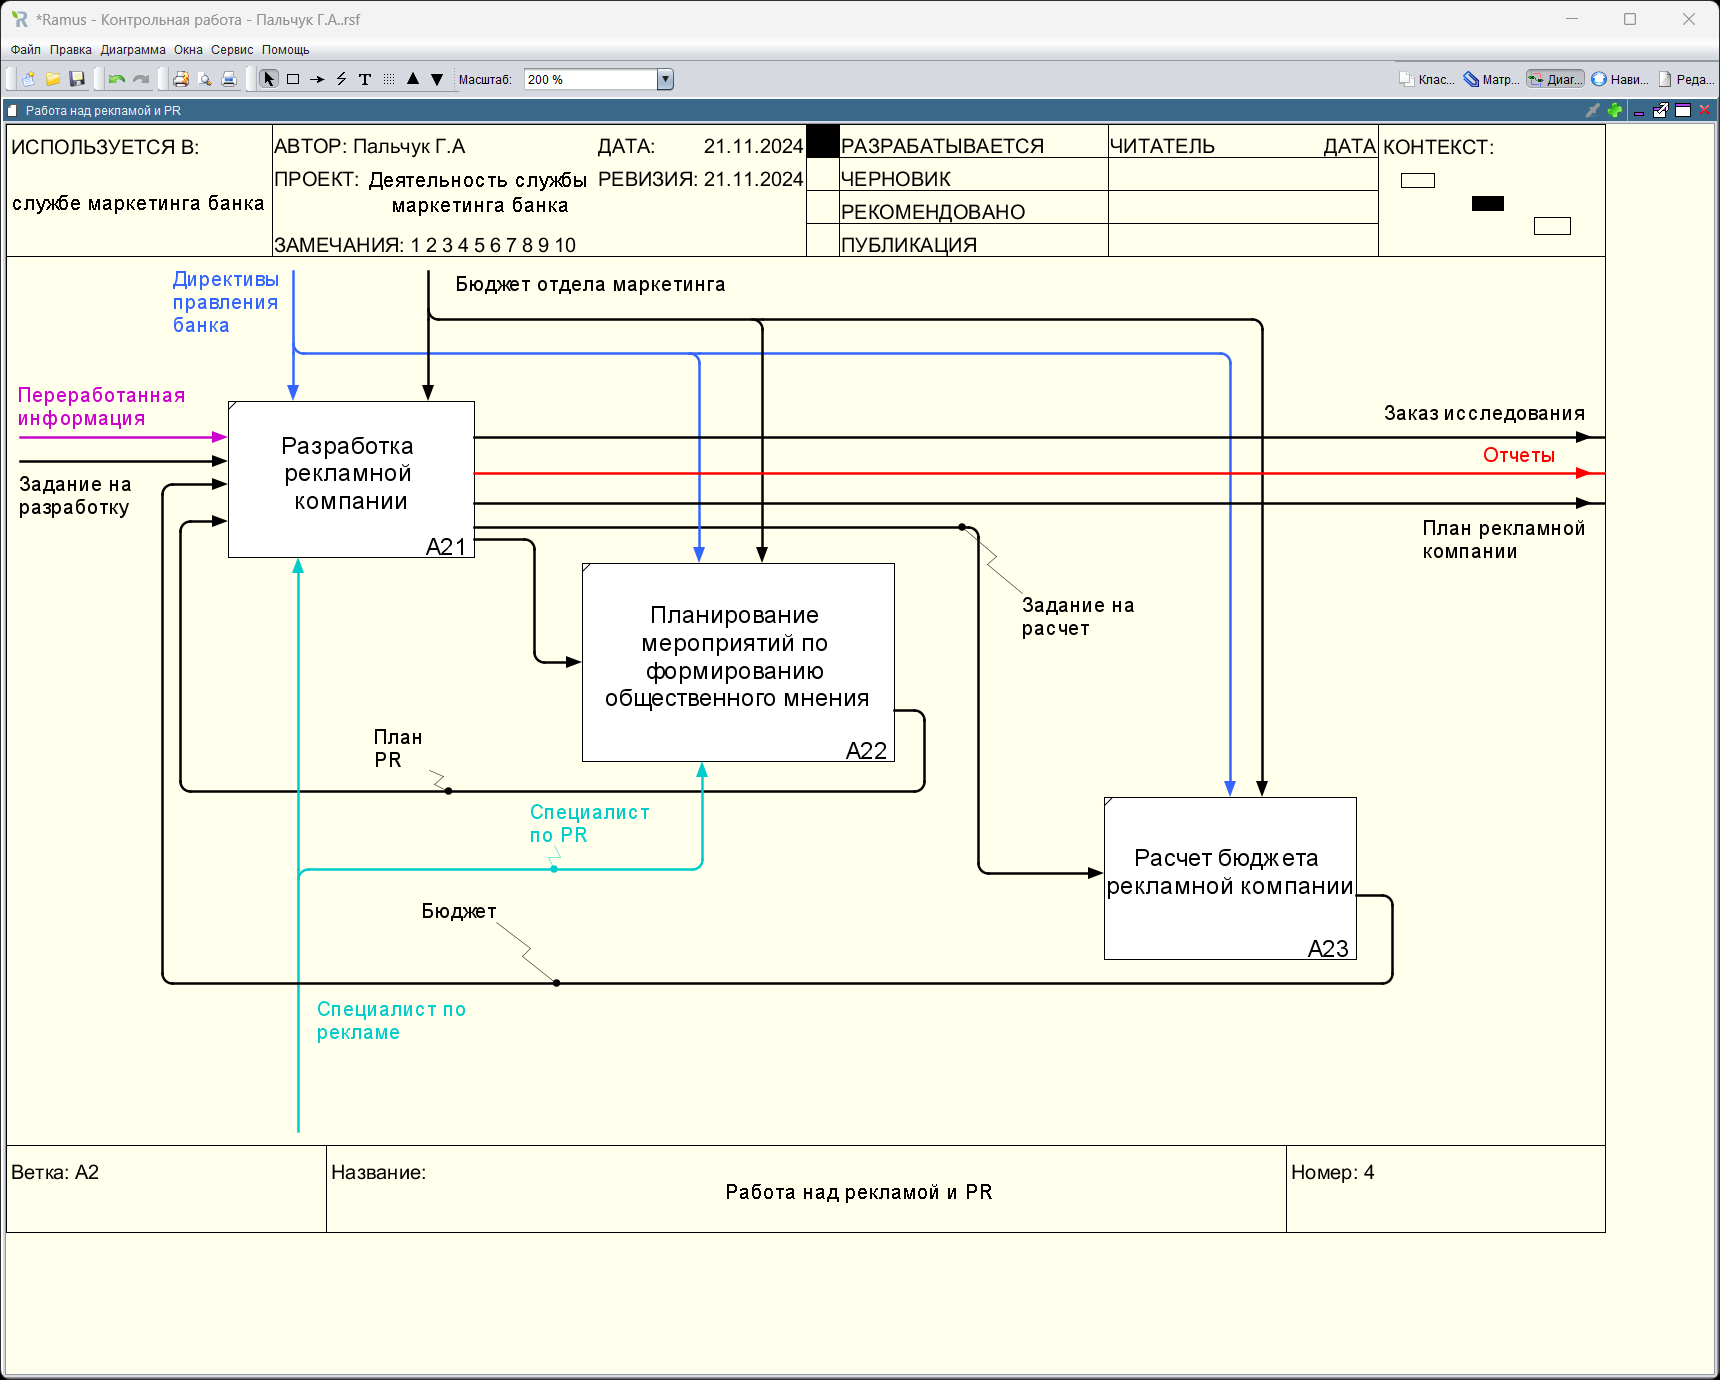 *Ramus - Контрольная работа - Пальчук Г.А..rsf
Файл Правка Диаграмма Окна Сервис Помощь
Масштаб: 200 % Клас... Матр... Диаг... Нави... Реда...
Работа над рекламой и PR
ИСПОЛЬЗУЕТСЯ В:
службе маркетинга банка
АВТОР: Пальчук Г.А
ДАТА: 21.11.2024
ПРОЕКТ: Деятельность службы
маркетинга банка
РЕВИЗИЯ: 21.11.2024
ЗАМЕЧАНИЯ: 1 2 3 4 5 6 7 8 9 10
РАЗРАБАТЫВАЕТСЯ
ЧЕРНОВИК
РЕКОМЕНДОВАНО
ПУБЛИКАЦИЯ
ЧИТАТЕЛЬ ДАТА
КОНТЕКСТ:
Директивы
правления
банка
Бюджет отдела маркетинга
Переработанная
информация
Задание на
разработку
Разработка
рекламной
компании
A21
Заказ исследования
Отчеты
План рекламной
компании
Задание на
расчет
Планирование
мероприятий по
формированию
общественного мнения
A22
План
PR
Специалист
по PR
Расчет бюджета
рекламной компании
A23
Бюджет
Специалист по
рекламе
Ветка: A2
Название:
Работа над рекламой и PR
Номер: 4